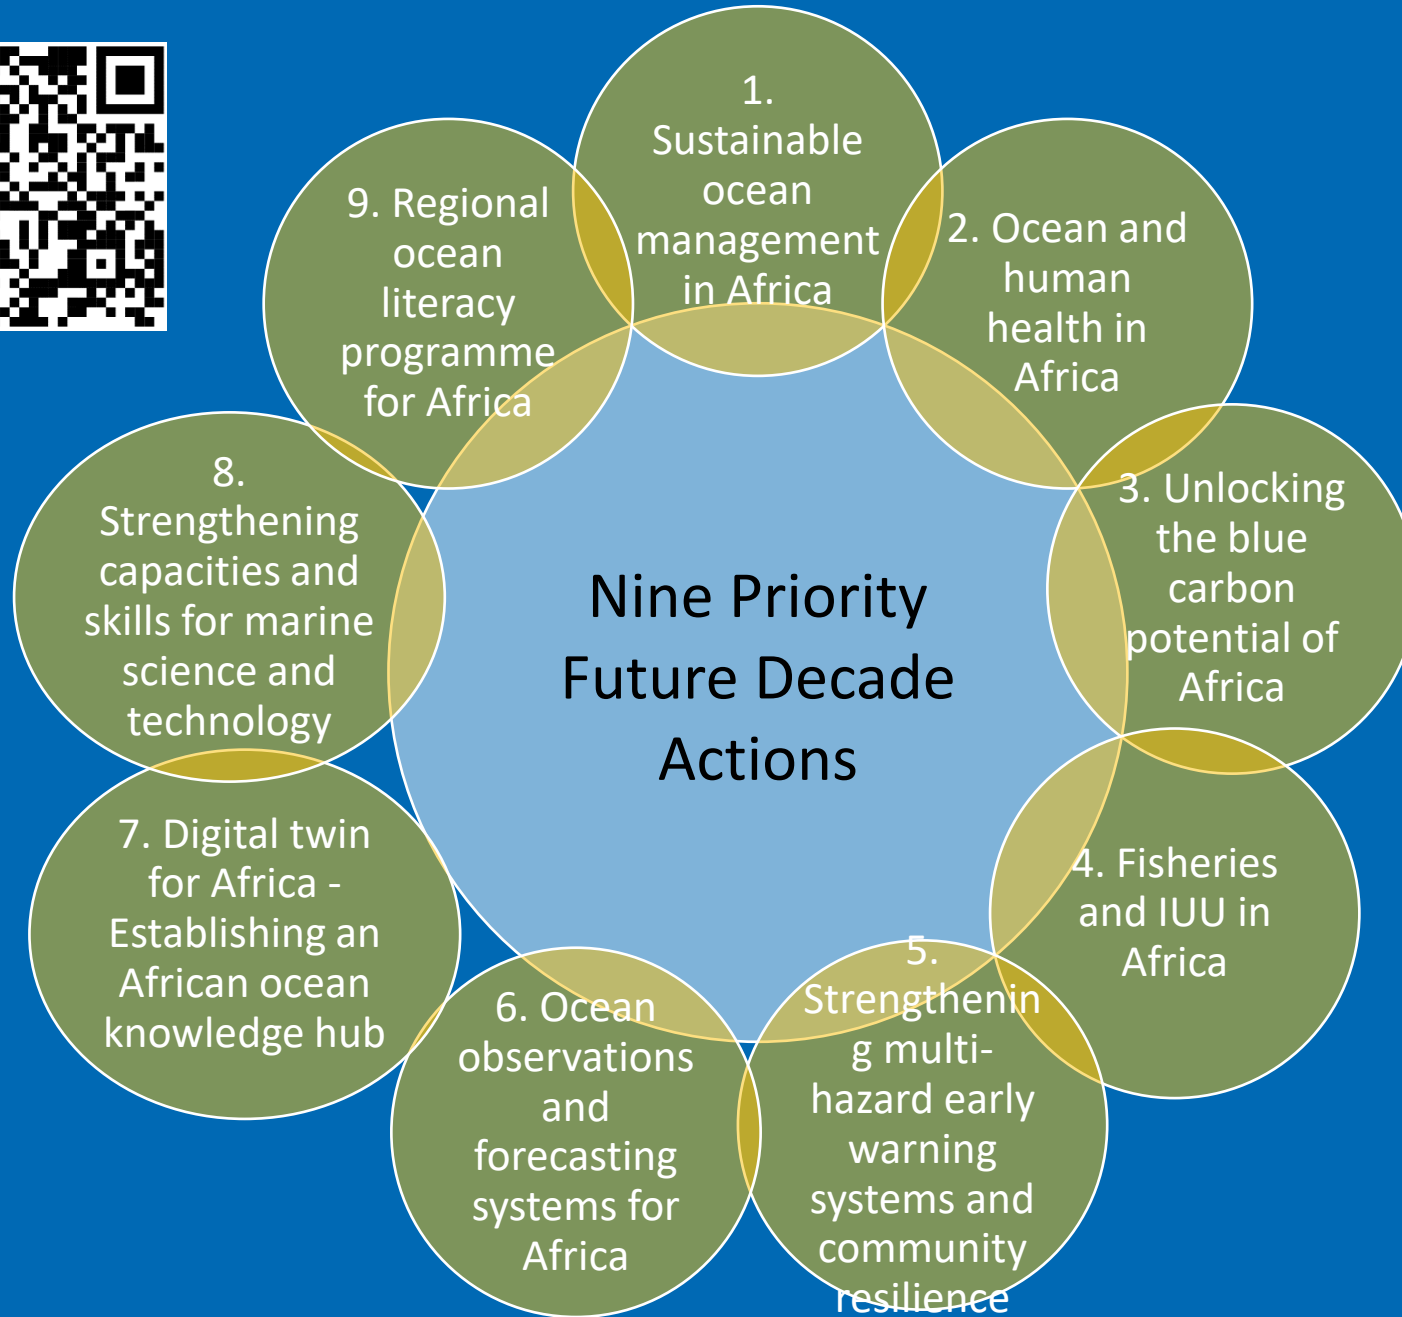 Nine Priority
Future Decade
Actions
1.
Sustainable
ocean
management
in Africa
2. Ocean and
human
health in
Africa
3. Unlocking
the blue
carbon
potential of
Africa
4. Fisheries
and IUU in
Africa
5.
Strengthenin
g multi-
hazard early
warning
systems and
community
resilience
6. Ocean
observations
and
forecasting
systems for
Africa
7. Digital twin
for Africa -
Establishing an
African ocean
knowledge hub
8.
Strengthening
capacities and
skills for marine
science and
technology
9. Regional
ocean
literacy
programme
for Africa